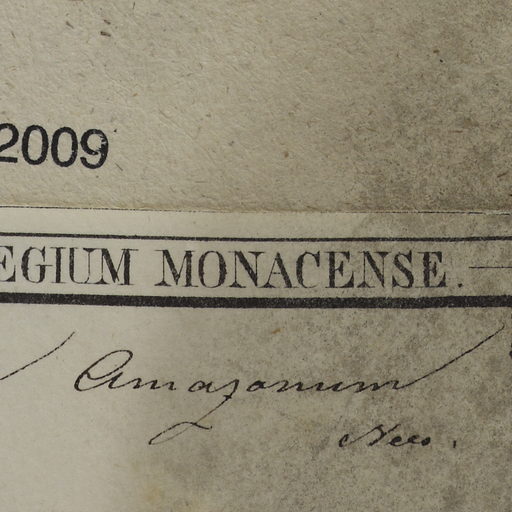 2009
EGIUM MONACENSE.
Amazonum
Nees.